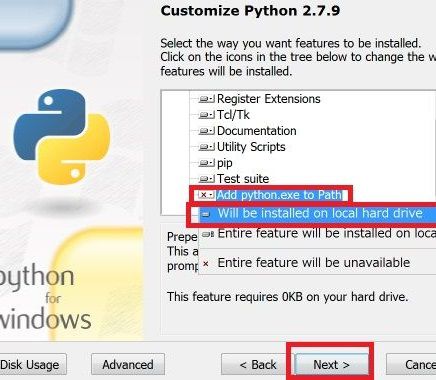 Customize Python 2.7.9
Select the way you want features to be installed.
Click on the icons in the tree below to change the w
features will be installed.
Register Extensions
Tcl/Tk
Documentation
Utility Scripts
pip
Test suite
Add python.exe to Path
Will be installed on local hard drive
Entire feature will be installed on loca
Prepe
This a
promp
Entire feature will be unavailable
This feature requires 0KB on your hard drive.
python
for
windows
Disk Usage
Advanced
< Back
Next >
Cance